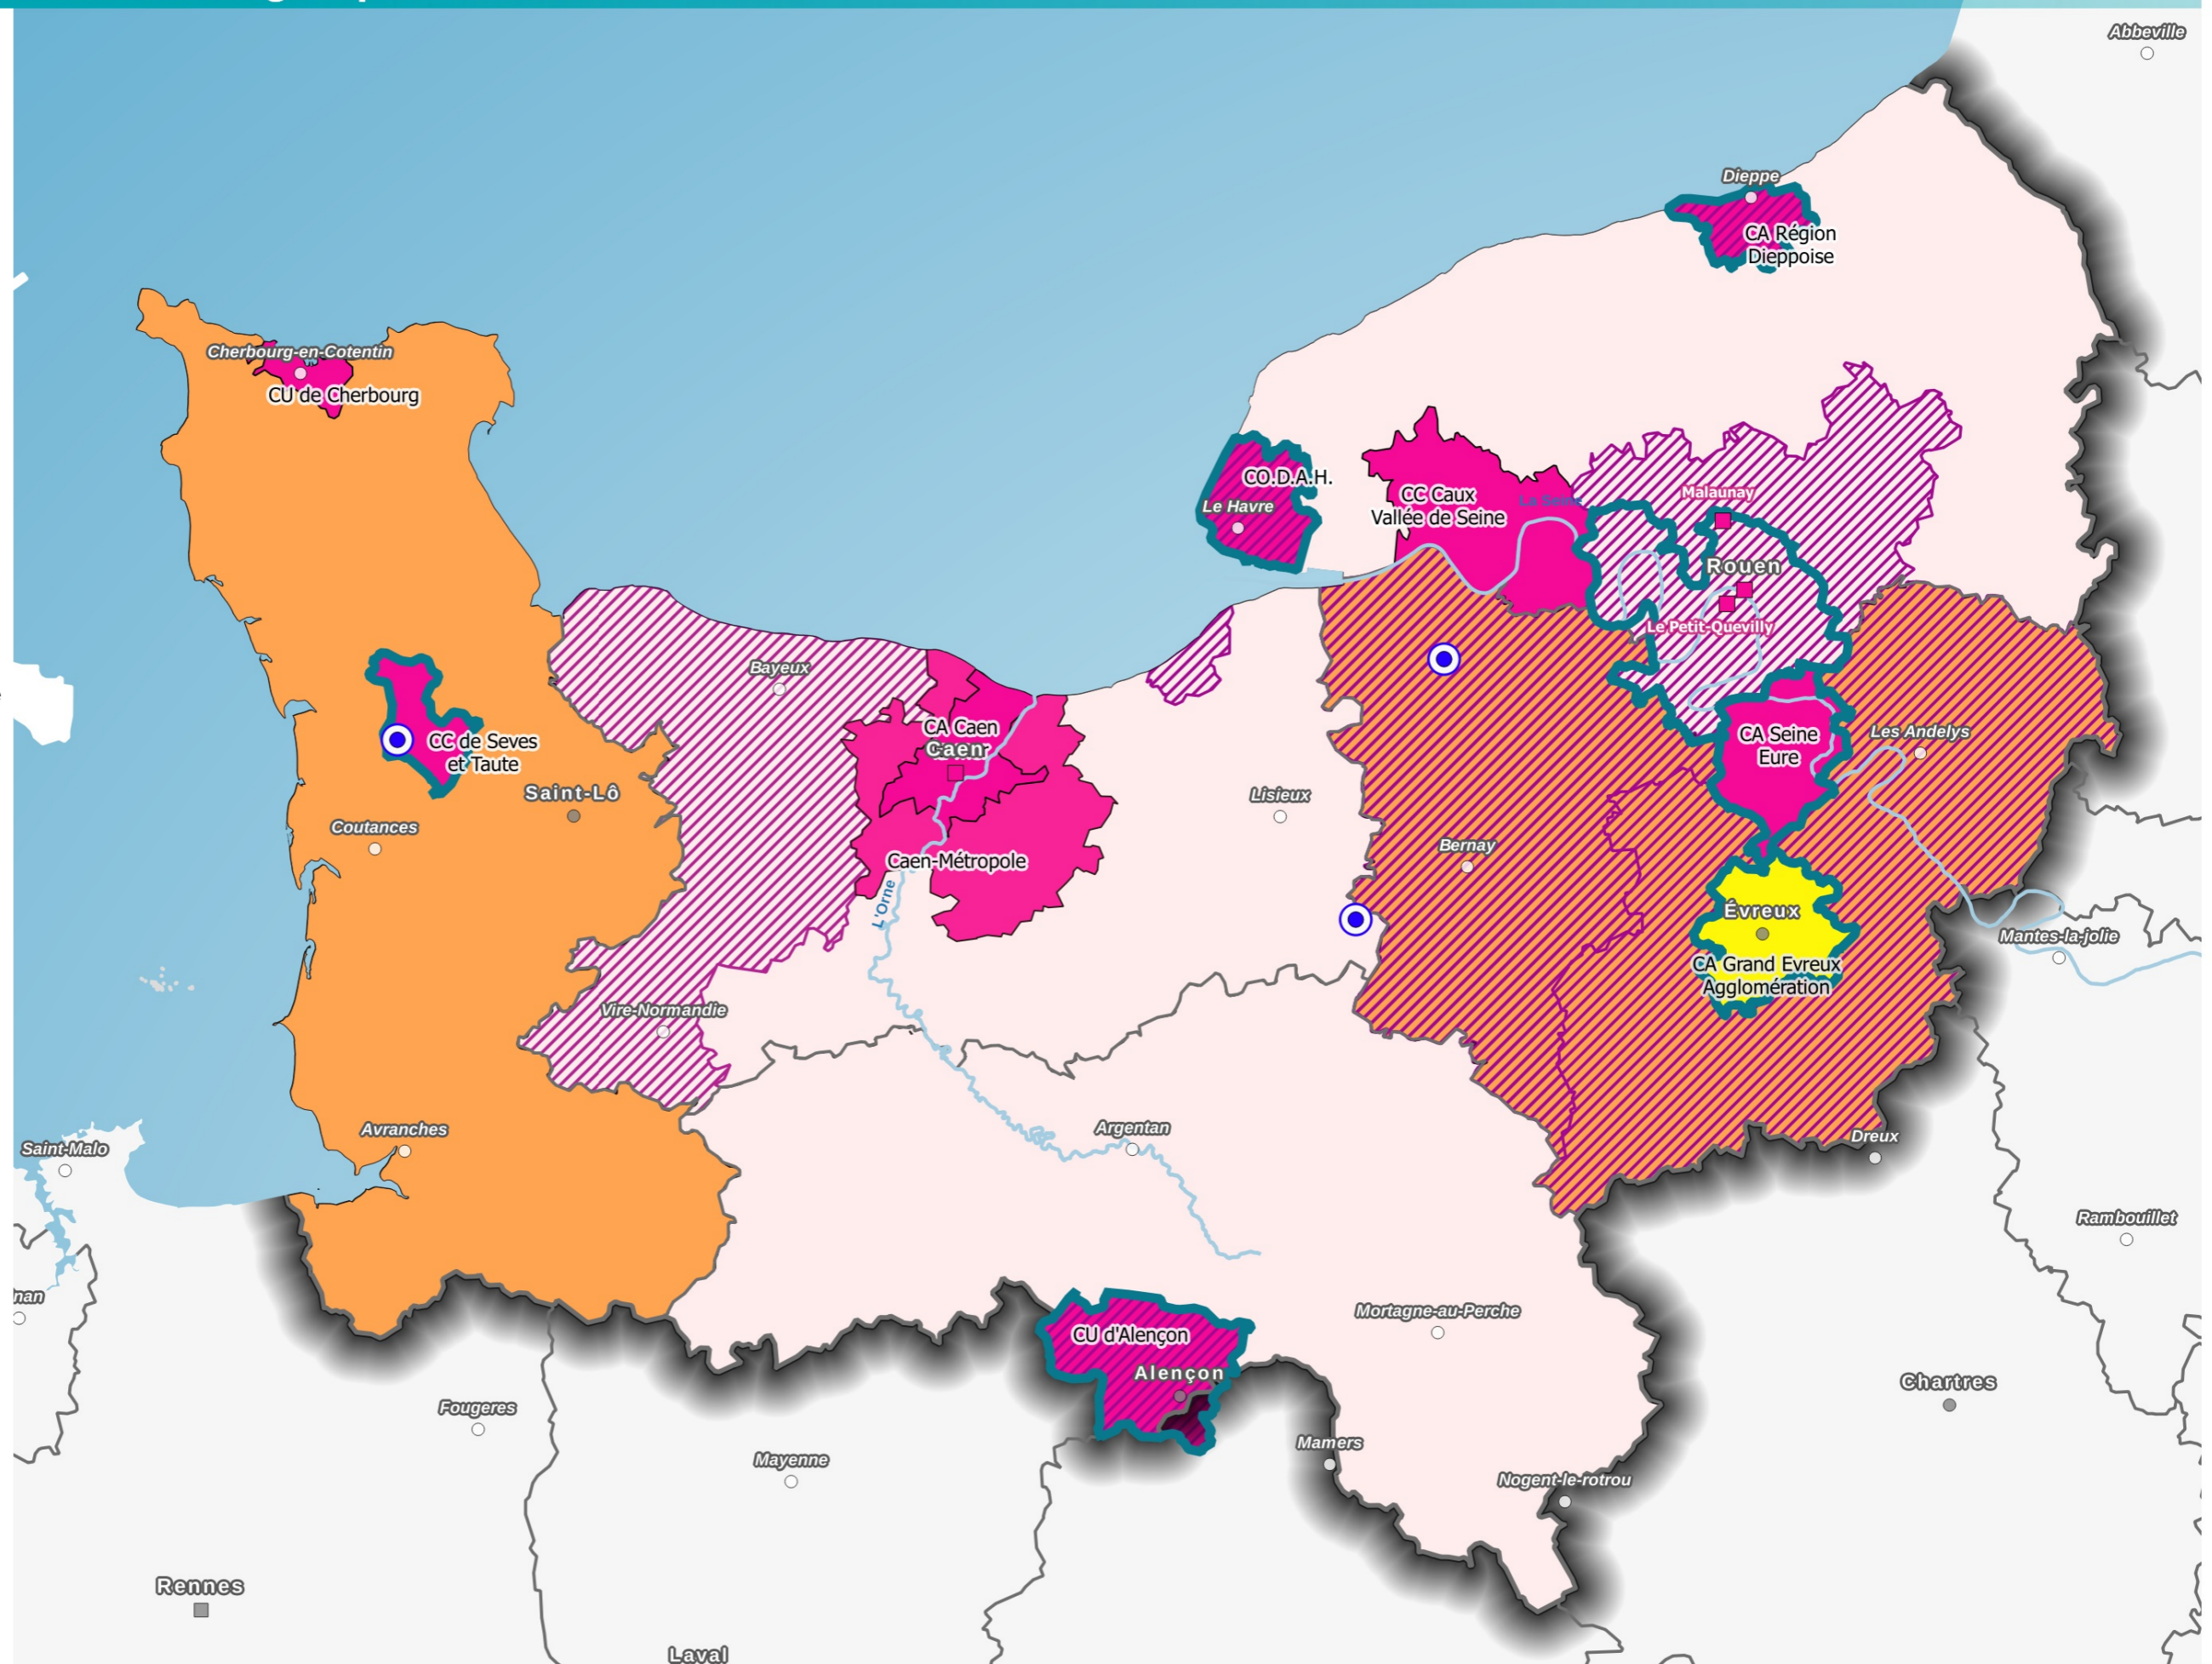 Abbeville
Dieppe
CA Région
Dieppoise
Cherbourg-en-Cotentin
CU de Cherbourg
CO.D.A.H.
Le Havre
CC Caux
Vallée de Seine
La Seine
Malaunay
Rouen
Le Petit-Quevilly
Bayeux
CA Caen
Caen
CC de Seves
et Taute
Saint-Lô
Coutances
Lisieux
CA Seine
Eure
Les Andelys
Bernay
Caen-Métropole
L'Orne
Évreux
CA Grand Evreux
Agglomération
Mantes-la-jolie
Vire-Normandie
Avranches
Argentan
Saint-Malo
Dreux
Rambouillet
nan
Mortagne-au-Perche
CU d'Alençon
Alençon
Chartres
Fougeres
Mayenne
Mamers
Nogent-le-rotrou
Rennes
Laval